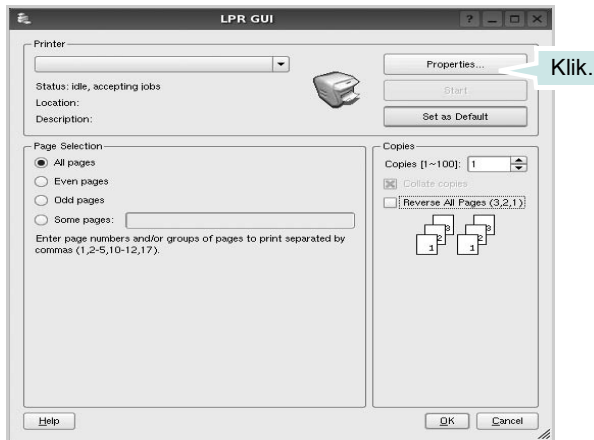 LPR GUI
Printer
Properties...
Klik.
Status: idle, accepting jobs
Start
Location:
Description:
Set as Default
Page Selection
All pages
Even pages
Odd pages
Some pages:
Enter page numbers and/or groups of pages to print separated by
commas (1,2-5,10-12,17).
Copies
Copies [1~100]: 1
Collate copies
Reverse All Pages (3,2,1)
3 3
2 2
1 1
Help
OK
Cancel